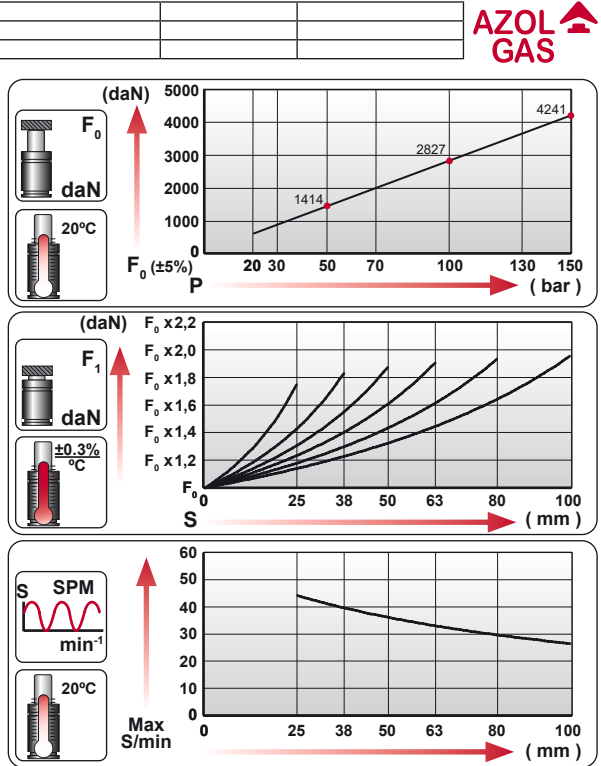 AZOL
GAS
(daN)
F0
daN
20ºC
5000
4000
3000
2000
1000
0
1414
2827
4241
F0 (±5%)
20 30 50 70 100 130 150
P
( bar )
(daN)
F1
daN
±0.3%
ºC
F0 x2,2
F0 x2,0
F0 x1,8
F0 x1,6
F0 x1,4
F0 x1,2
F0
0 25 38 50 63 80 100
S
( mm )
S SPM
min-1
20ºC
60
50
40
30
20
10
0
0 25 38 50 63 80 100
Max
S/min
( mm )